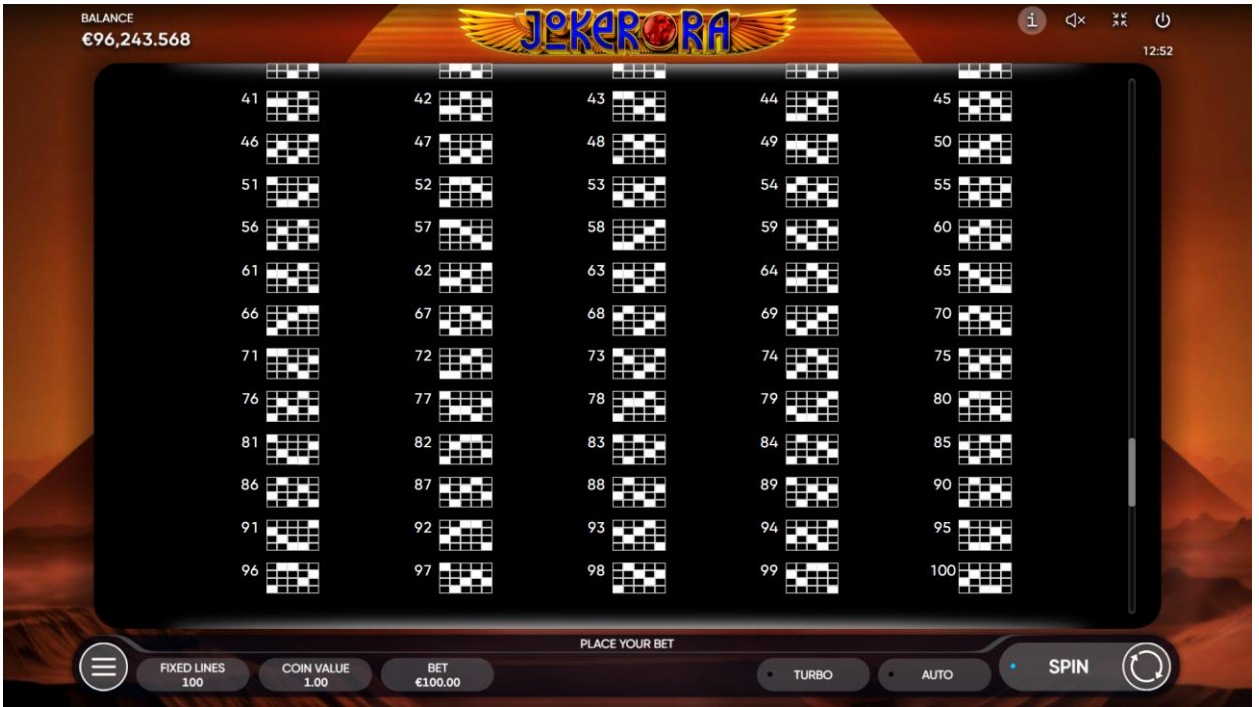 BALANCE
€96,243.568
JOKER RA
i
12:52
41 42 43 44 45
46 47 48 49 50
51 52 53 54 55
56 57 58 59 60
61 62 63 64 65
66 67 68 69 70
71 72 73 74 75
76 77 78 79 80
81 82 83 84 85
86 87 88 89 90
91 92 93 94 95
96 97 98 99 100
PLACE YOUR BET
FIXED LINES
100
COIN VALUE
1.00
BET
€100.00
TURBO
AUTO
SPIN